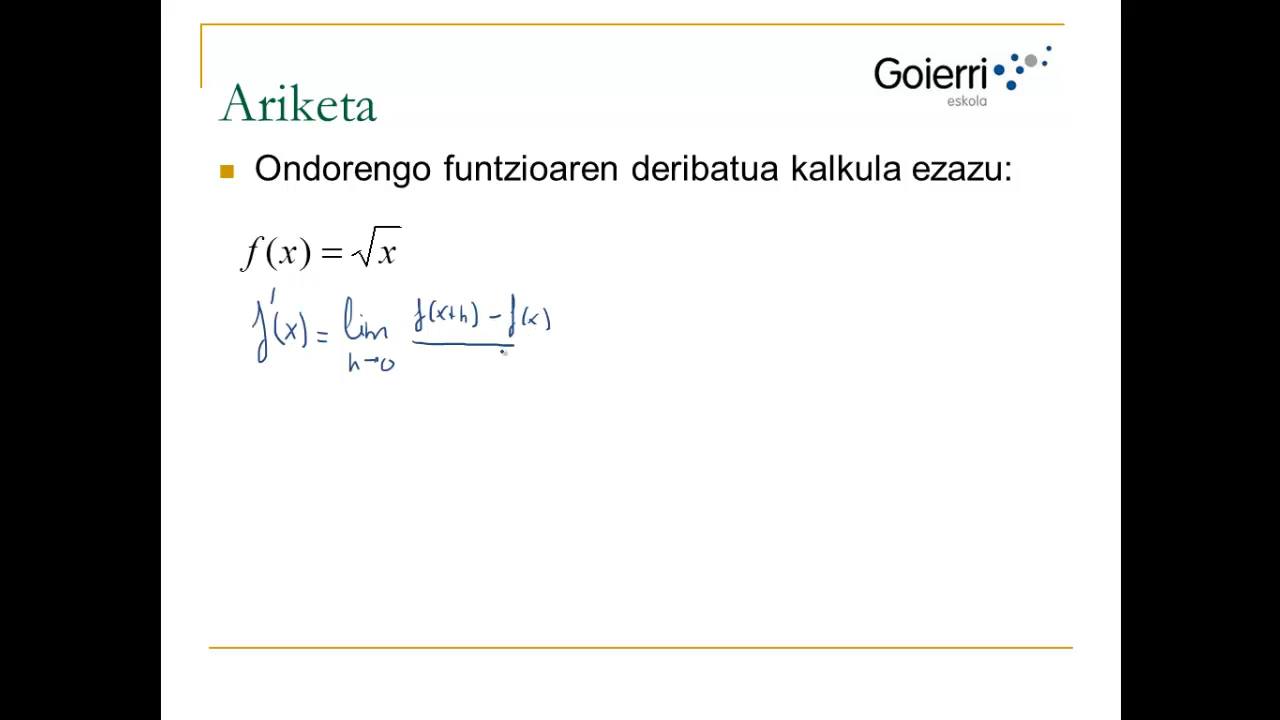 Goierri
eskola
Ariketa
Ondorengo funtzioaren deribatua kalkula ezazu:
f(x) = √x
f'(x) = lim f(x+h) - f(x)
h→0